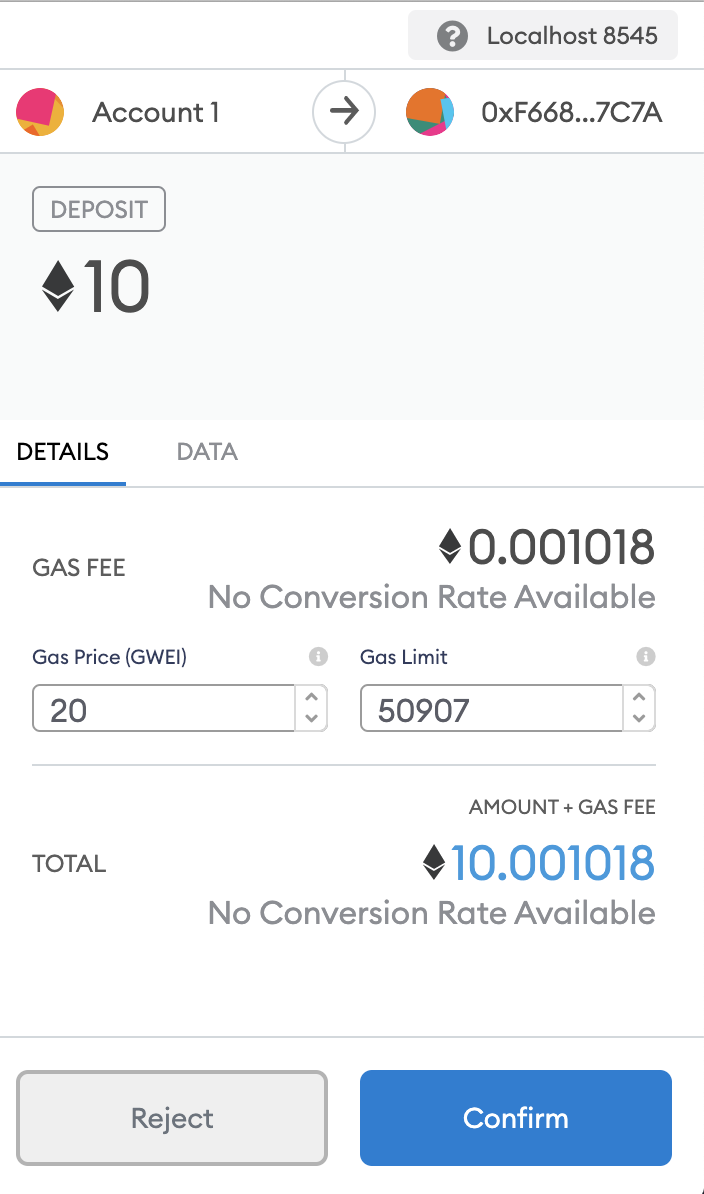 Localhost 8545
Account 1
0xF668...7C7A
DEPOSIT
10
DETAILS
DATA
GAS FEE
0.001018
No Conversion Rate Available
Gas Price (GWEI)
Gas Limit
20
50907
AMOUNT + GAS FEE
TOTAL
10.001018
No Conversion Rate Available
Reject
Confirm